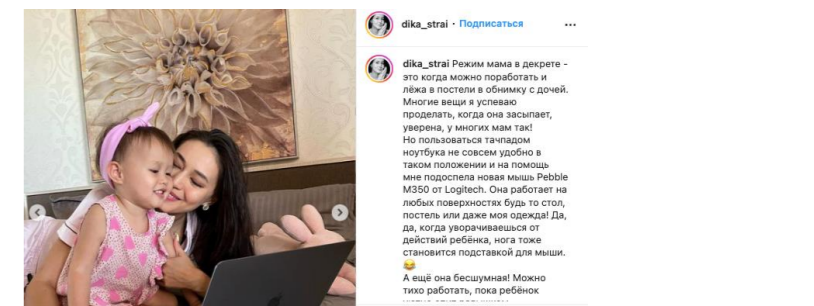 dika_strai · Подписаться
dika_strai Режим мама в декрете -
это когда можно поработать и
лёжа в постели в обнимку с дочей.
Многие вещи я успеваю
проделать, когда она засыпает,
уверена, у многих мам так!
Но пользоваться тачпадом
ноутбука не совсем удобно в
таком положении и на помощь
мне подоспела новая мышь Pebble
M350 от Logitech. Она работает на
любых поверхностях будь то стол,
постель или даже моя одежда! Да,
да, когда уворачиваешься от
действий ребёнка, нога тоже
становится подставкой для мыши.
😂
А ещё она бесшумная! Можно
тихо работать, пока ребёнок